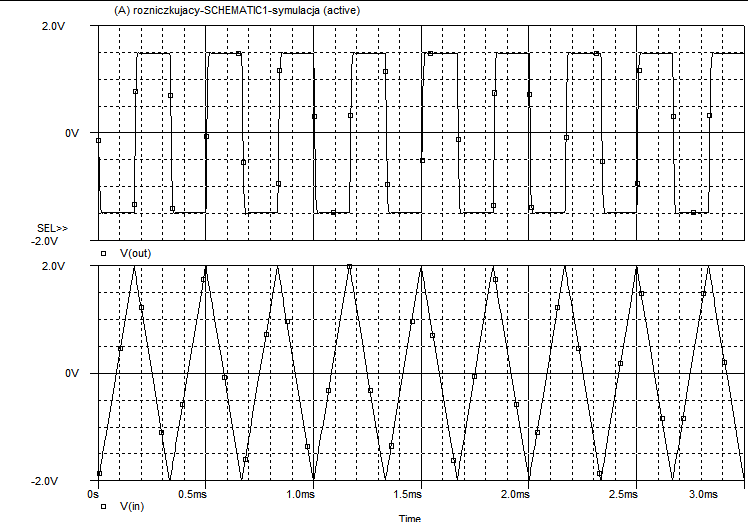 (A) rozniczkujacy-SCHEMATIC1-symulacja (active)
2.0V
0V
SEL>>
-2.0V
V(out)
2.0V
0V
-2.0V
0s 0.5ms 1.0ms 1.5ms 2.0ms 2.5ms 3.0ms
V(in)
Time